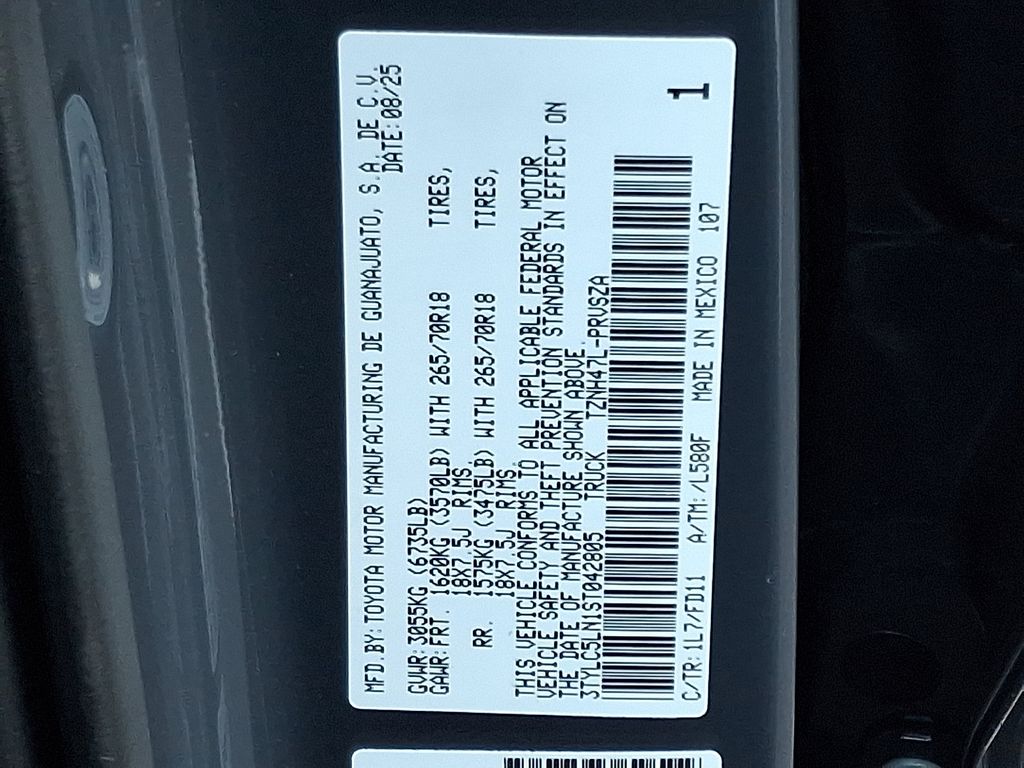 MFD.BY:TOYOTA MOTOR MANUFACTURING DE GUANAJUATO, S.A. DE C.V.
DATE:08/25
GVWR:3055KG (6735LB)
GAWR:FRT. 1620KG (3570LB) WITH 265/70R18 TIRES,
18X7.5J RIMS.
RR. 1575KG (3475LB) WITH 265/70R18 TIRES,
18X7.5J RIMS.
THIS VEHICLE CONFORMS TO ALL APPLICABLE FEDERAL MOTOR
VEHICLE SAFETY AND THEFT PREVENTION STANDARDS IN EFFECT ON
THE DATE OF MANUFACTURE SHOWN ABOVE.
3TYLC5LN1ST042805 TRUCK TZNH47L-PRVSZA
C/TR:1L7/FD11 A/TM:/L580F MADE IN MEXICO 107
1